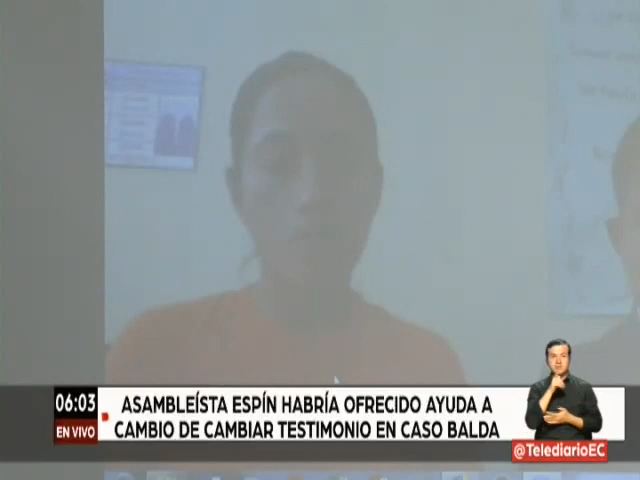 06:03
EN VIVO
ASAMBLEÍSTA ESPÍN HABRÍA OFRECIDO AYUDA A
CAMBIO DE CAMBIAR TESTIMONIO EN CASO BALDA
@TelediarioEC